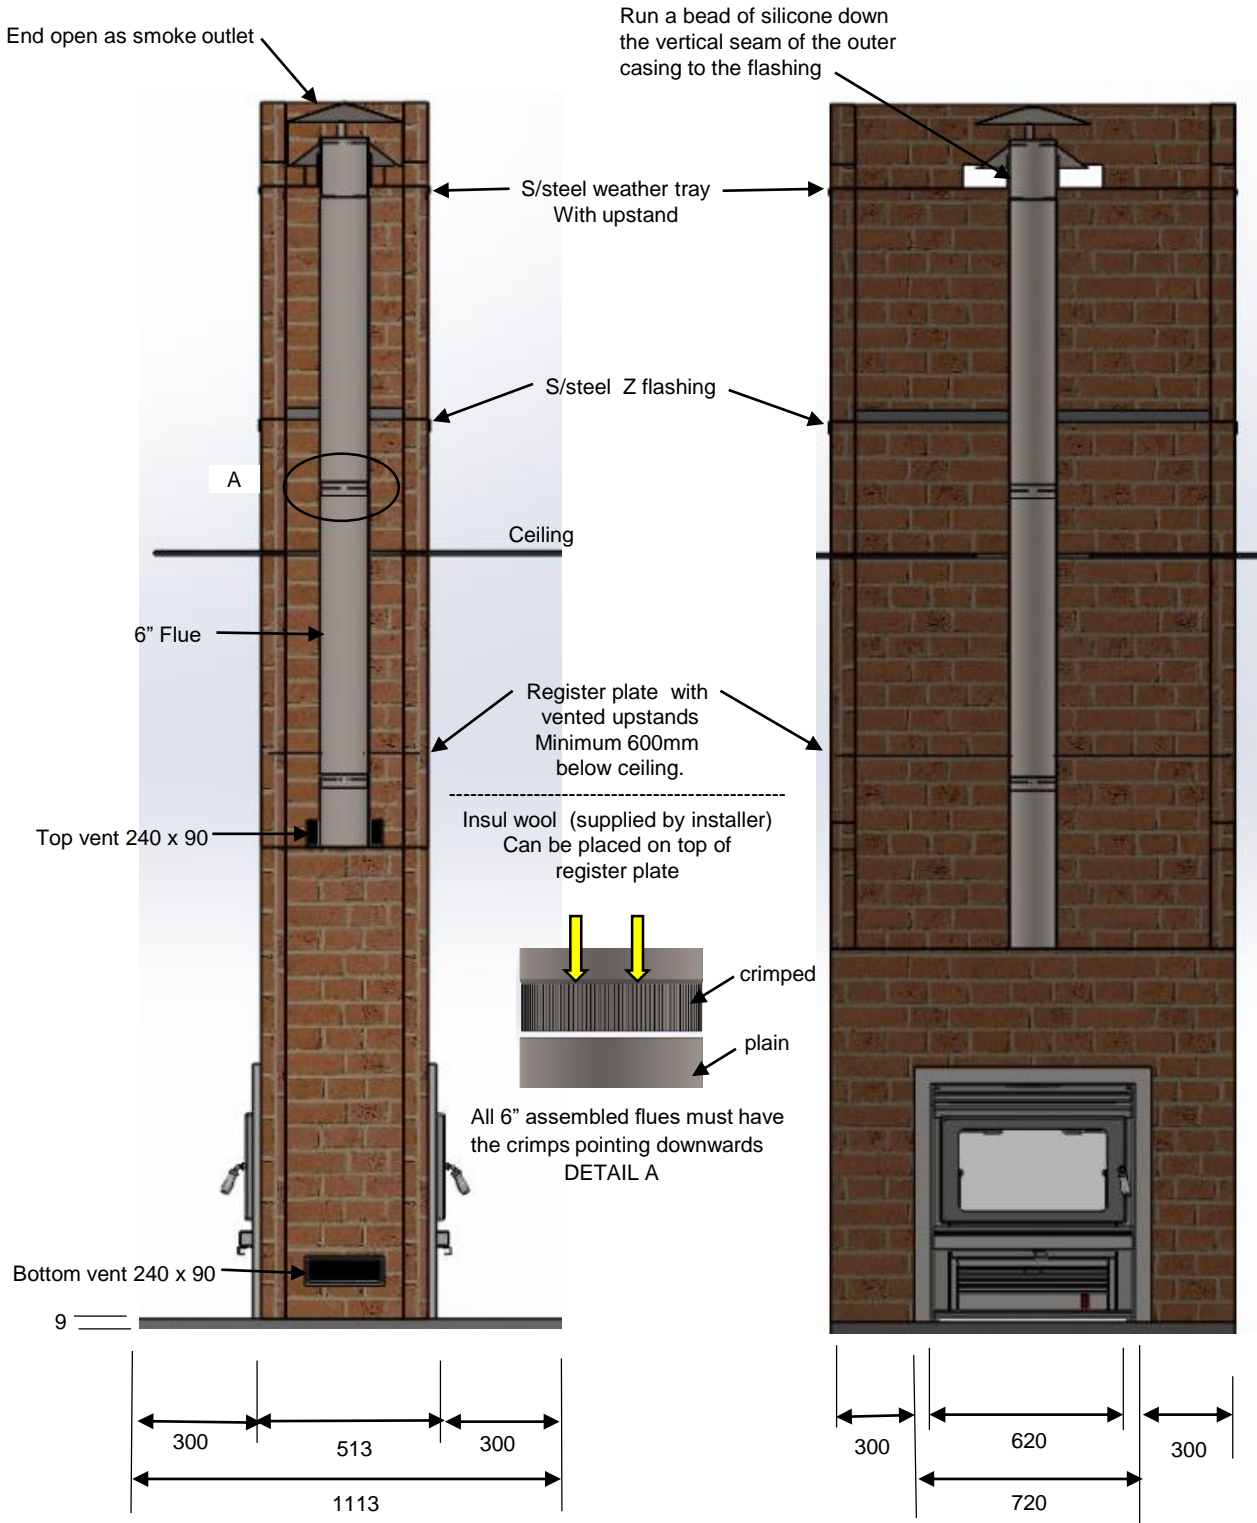 End open as smoke outlet
Run a bead of silicone down
the vertical seam of the outer
casing to the flashing
S/steel weather tray
With upstand
S/steel  Z flashing
A
Ceiling
6” Flue
Register plate  with
vented upstands
Minimum 600mm
below ceiling.
Top vent 240 x 90
Insul wool  (supplied by installer)
Can be placed on top of
register plate
crimped
plain
All 6” assembled flues must have
the crimps pointing downwards
DETAIL A
Bottom vent 240 x 90
9
300
513
300
1113
300
620
300
720